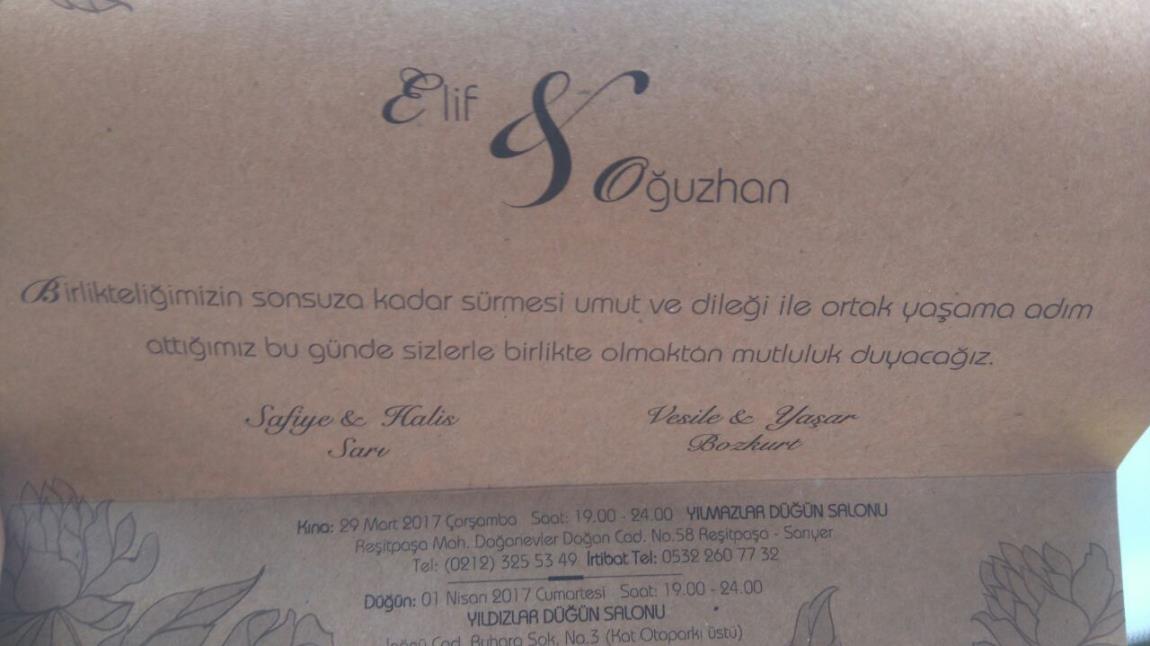 Elif & Oğuzhan
Birlikteliğimizin sonsuza kadar sürmesi umut ve dileği ile ortak yaşama adım
attığımız bu günde sizlerle birlikte olmaktan mutluluk duyacağız.
Safiye & Halis
Sarı
Vesile & Yaşar
Bozkurt
Kına: 29 Mart 2017 Çarşamba Saat: 19.00 - 24.00 YILMAZLAR DÜĞÜN SALONU
Reşitpaşa Mah. Doğanevler Doğan Cad. No.58 Reşitpaşa - Sarıyer
Tel: (0212) 325 53 49 İrtibat Tel: 0532 260 77 32
Düğün: 01 Nisan 2017 Cumartesi Saat: 19.00 - 24.00
YILDIZLAR DÜĞÜN SALONU
Cad. Buhara Sok. No.3 (Kat Otoparkı üstü)